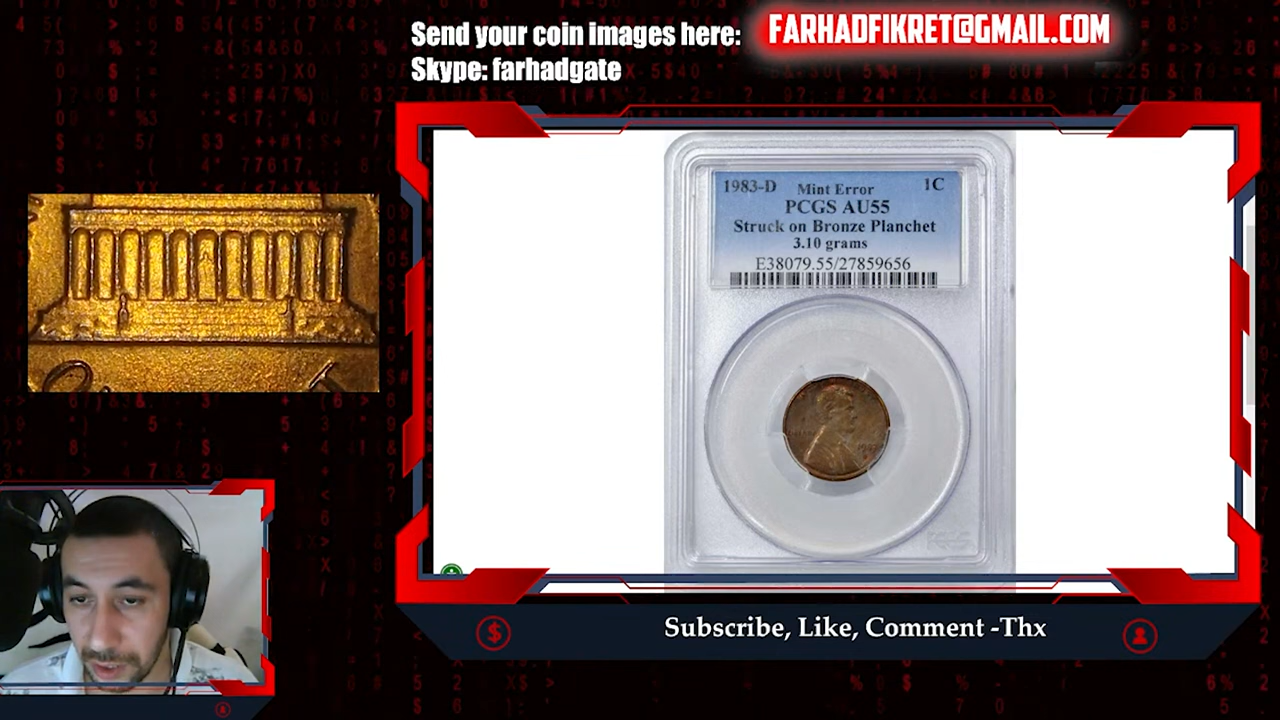 Send your coin images here: FARHADFIKRET@GMAIL.COM
Skype: farhadgate
1983-D Mint Error 1C
PCGS AU55
Struck on Bronze Planchet
3.10 grams
E38079.55/27859656
Subscribe, Like, Comment -Thx